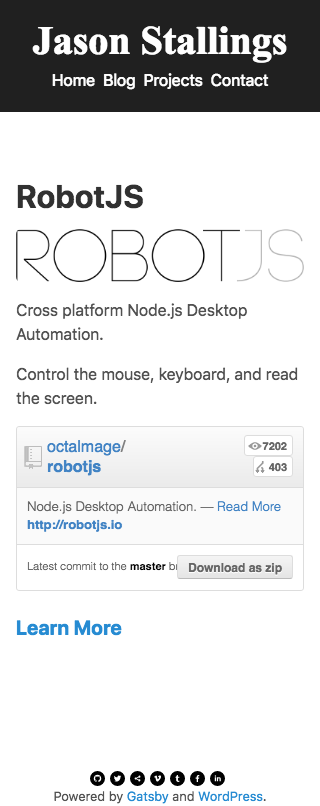 Jason Stallings
Home Blog Projects Contact
RobotJS
ROBOTJS
Cross platform Node.js Desktop
Automation.
Control the mouse, keyboard, and read
the screen.
octalmage/
robotjs
7202
403
Node.js Desktop Automation. — Read More
http://robotjs.io
Latest commit to the master br
Download as zip
Learn More
Powered by Gatsby and WordPress.